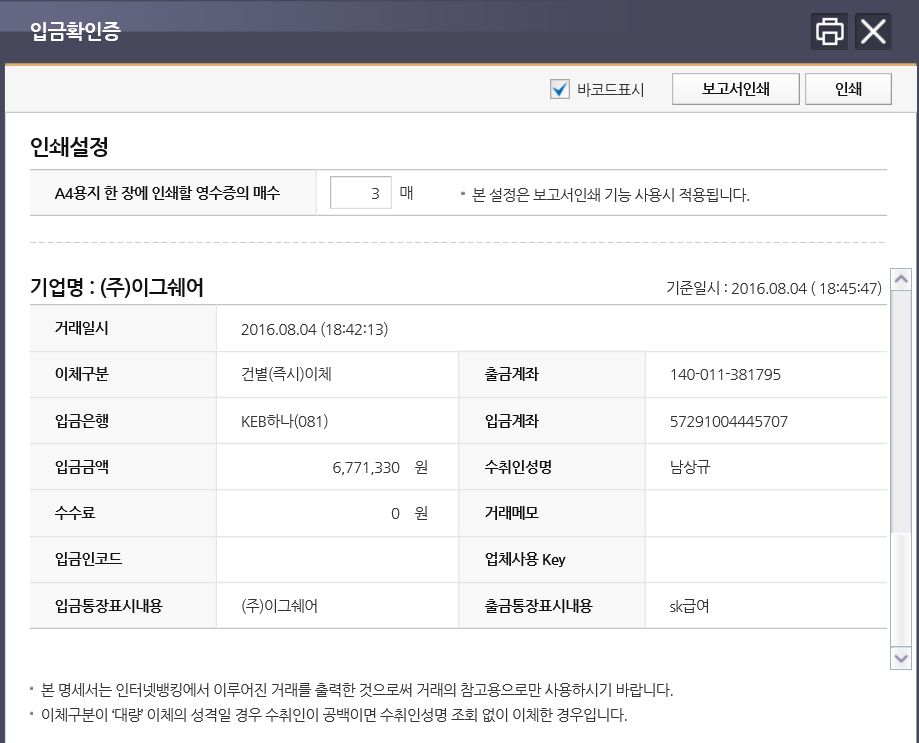 입금확인증
바코드표시 보고서인쇄 인쇄
인쇄설정
A4용지 한 장에 인쇄할 영수증의 매수 3 매 • 본 설정은 보고서인쇄 기능 사용시 적용됩니다.
기업명 : (주)이그쉐어 기준일시 : 2016.08.04 ( 18:45:47)
거래일시 2016.08.04 (18:42:13)
이체구분 건별(즉시)이체 출금계좌 140-011-381795
입금은행 KEB하나(081) 입금계좌 57291004445707
입금금액 6,771,330 원 수취인성명 남상규
수수료 0 원 거래메모
입금인코드 업체사용 Key
입금통장표시내용 (주)이그쉐어 출금통장표시내용 sk급여
• 본 명세서는 인터넷뱅킹에서 이루어진 거래를 출력한 것으로써 거래의 참고용으로만 사용하시기 바랍니다.
• 이체구분이 '대량' 이체의 성격일 경우 수취인이 공백이면 수취인성명 조회 없이 이체한 경우입니다.